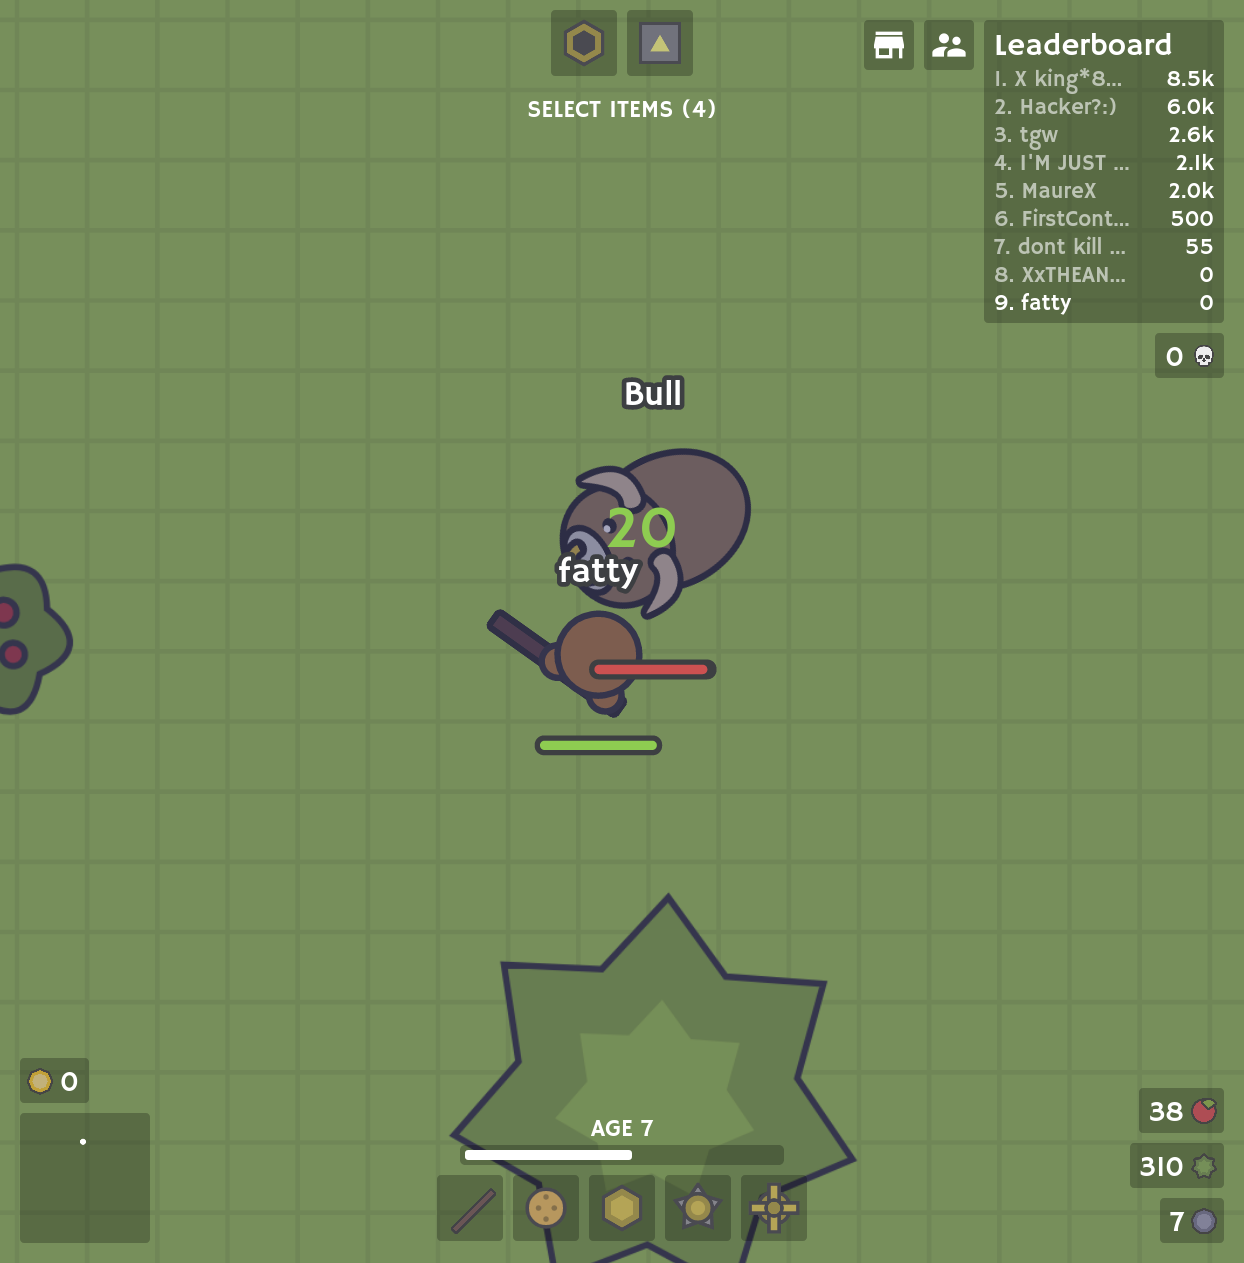 SELECT ITEMS (4)
Leaderboard
1. X king*8... 8.5k
2. Hacker?:) 6.0k
3. tgw 2.6k
4. I'M JUST ... 2.1k
5. MaureX 2.0k
6. FirstCont... 500
7. dont kill ... 55
8. XxTHEAN... 0
9. fatty 0
0
Bull
20
fatty
0
AGE 7
38
310
7